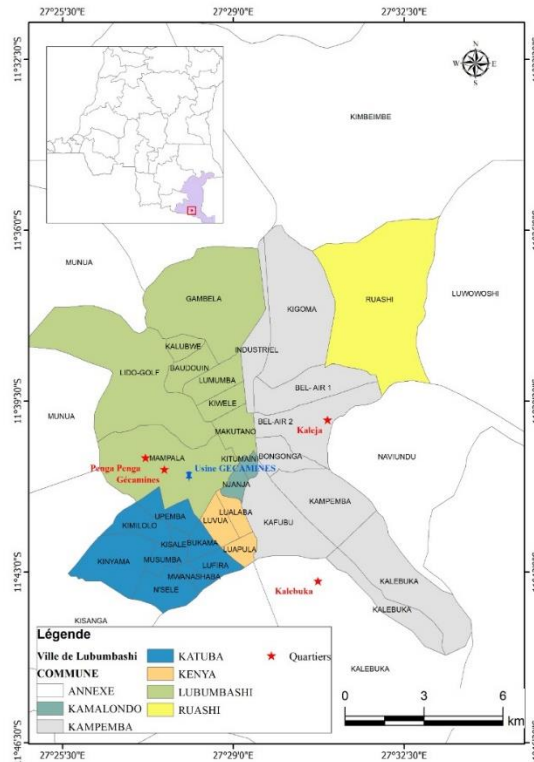 27°25'30"E 27°29'0"E 27°32'30"E
11°32'30"S
N
W E
S
KIMBEIMBE
11°36'0"S
MUNUA
GAMBELA
KIGOMA
RUASHI
LUWOWOSHI
KALUBWE
INDUSTRIEL
LIDO-GOLF
BAUDOUIN
LUMUMBA
BEL- AIR 1
11°39'30"S
KIWELE
MUNUA
MAKUTANO
BEL-AIR 2
Kaleja
MAMPALA
KITUMAINI
BONGONGA
NAVIUNDU
Penga Penga
Usine GECAMINES
Gécamines
NJANJA
KAMPEMBA
UPEMBA
LUALABA
KIMILOLO
LUVUA
KAFUBU
KISALE
BUKAMA
LUAPULA
KINYAMA
MUSUMBA
LUFIRA
11°43'0"S
MWANASHABA
KALEBUKA
N'SELE
Kalebuka
KALEBUKA
KISANGA
KALEBUKA
Légende
Ville de Lubumbashi
COMMUNE
ANNEXE
KAMALONDO
KAMPEMBA
KATUBA
KENYA
LUBUMBASHI
RUASHI
Quartiers
0 3 6
km
11°46'30"S
27°25'30"E 27°29'0"E 27°32'30"E